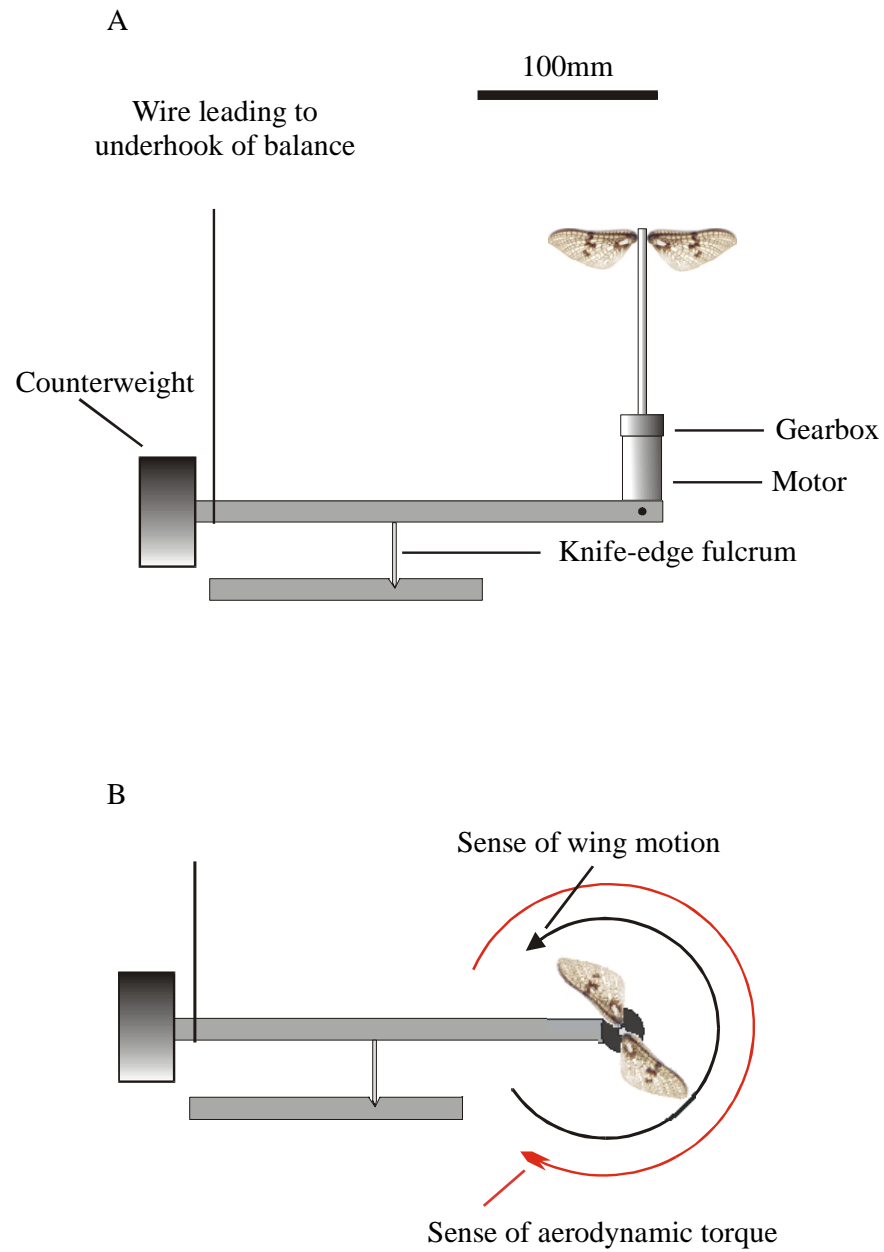 A
100mm
Wire leading to
underhook of balance
Counterweight
Gearbox
Motor
Knife-edge fulcrum
B
Sense of wing motion
Sense of aerodynamic torque